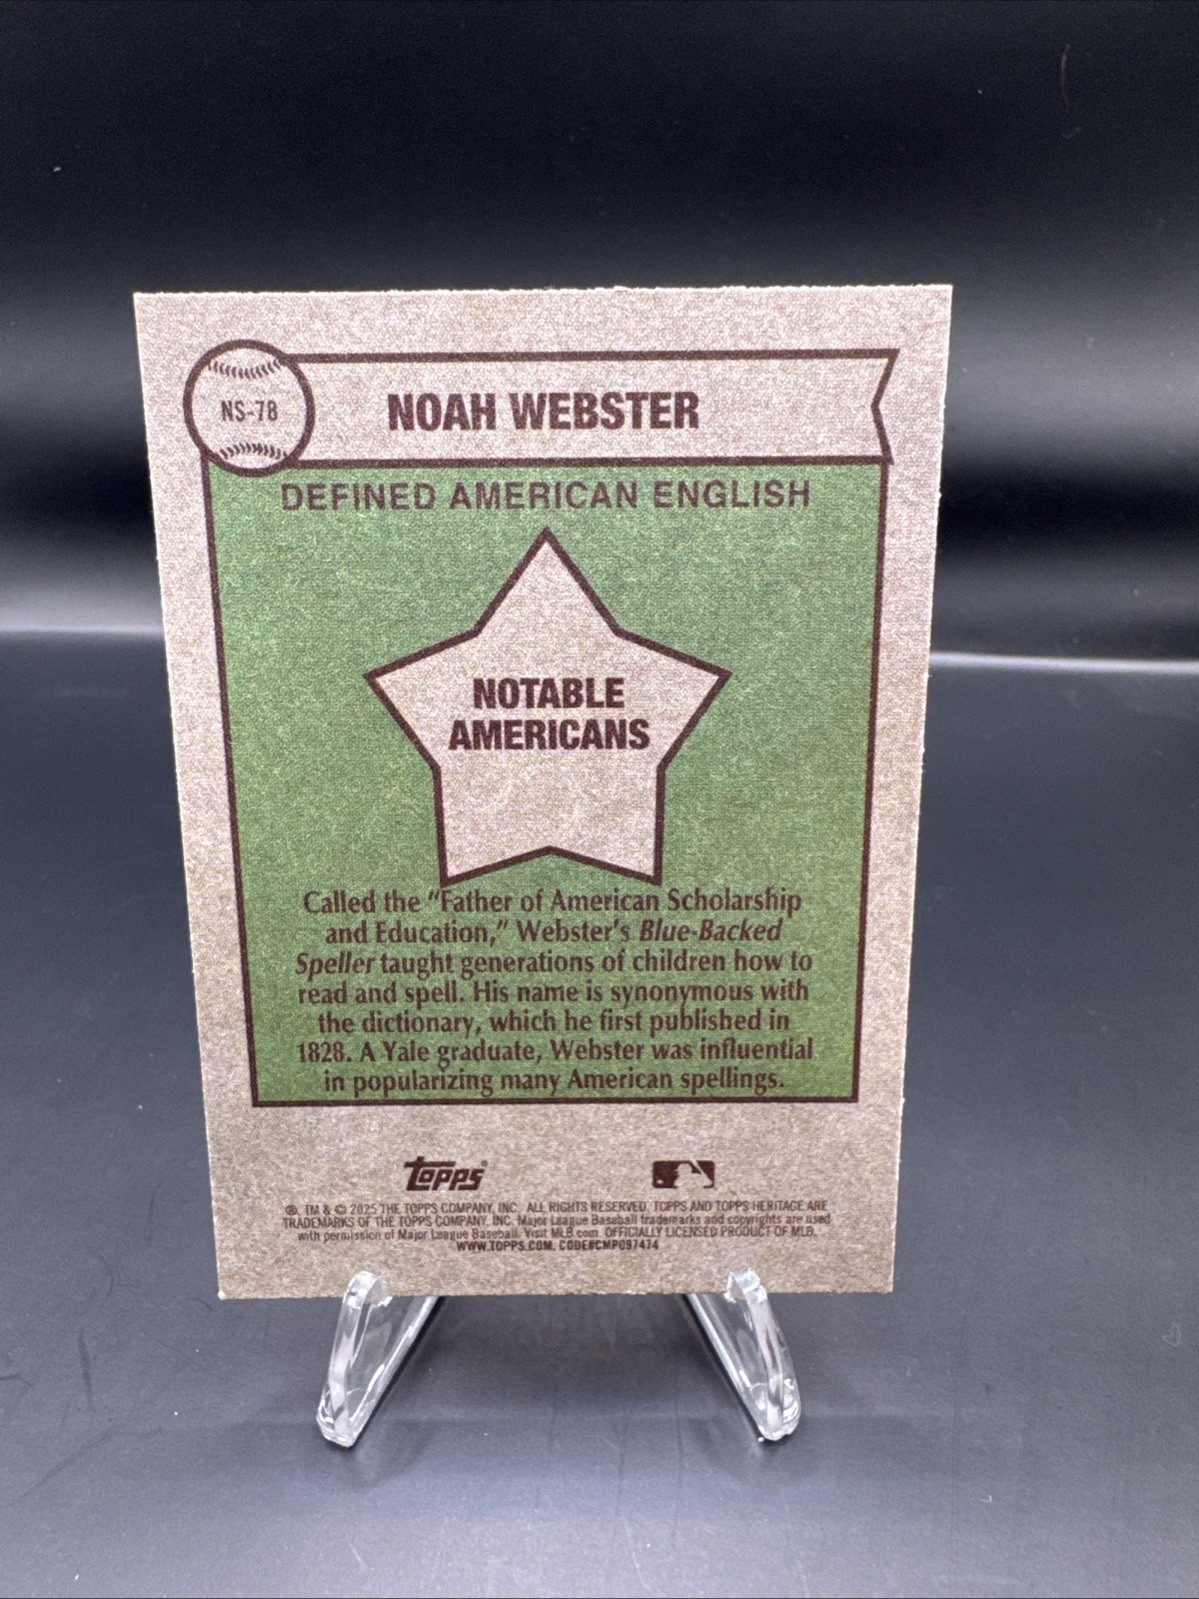 NS-78
NOAH WEBSTER
DEFINED AMERICAN ENGLISH
NOTABLE
AMERICANS
Called the “Father of American Scholarship
and Education,” Webster’s Blue-Backed
Speller taught generations of children how to
read and spell. His name is synonymous with
the dictionary, which he first published in
1828. A Yale graduate, Webster was influential
in popularizing many American spellings.
topps®
®, TM & © 2025 THE TOPPS COMPANY, INC. ALL RIGHTS RESERVED. TOPPS AND TOPPS HERITAGE ARE
TRADEMARKS OF THE TOPPS COMPANY, INC. Major League Baseball trademarks and copyrights are used
with permission of Major League Baseball. Visit MLB.com. OFFICIALLY LICENSED PRODUCT OF MLB.
WWW.TOPPS.COM. CODE#CMP097474